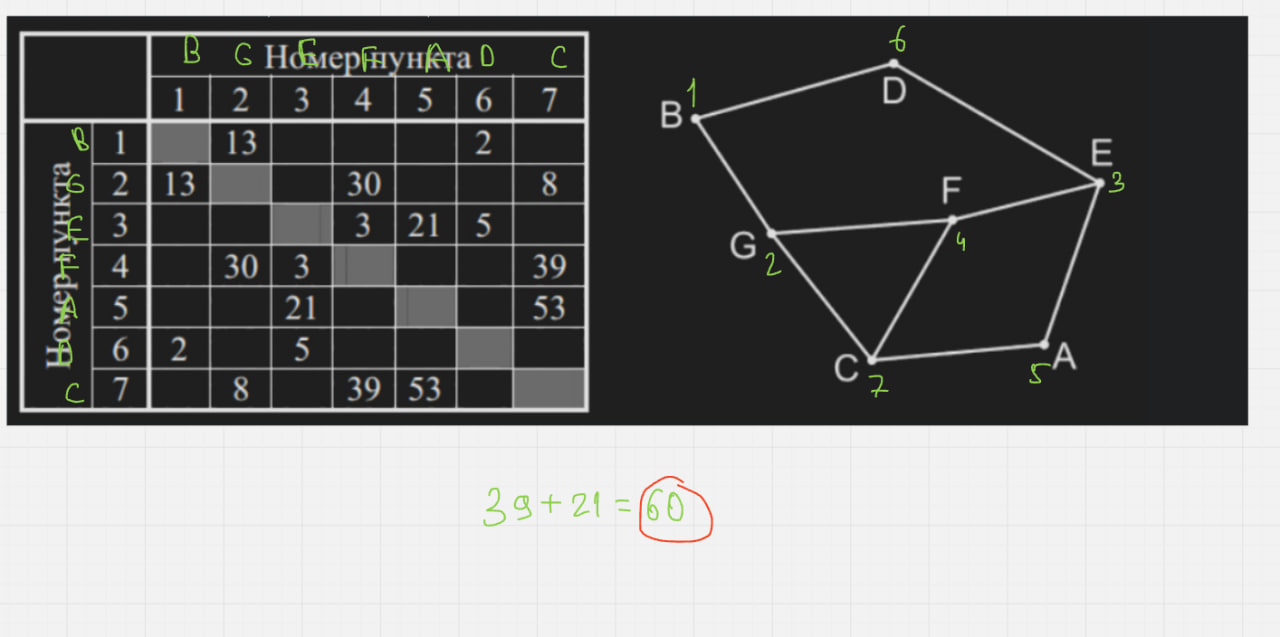 B G E F A D C
Номер пункта
1 2 3 4 5 6 7
Номер пункта
B 1 13 2
G 2 13 30 8
E 3 3 21 5
F 4 30 3 39
A 5 21 53
D 6 2 5
C 7 8 39 53
6
D
1
B
E
3
F
4
G
2
C
7
5
A
39+21=60